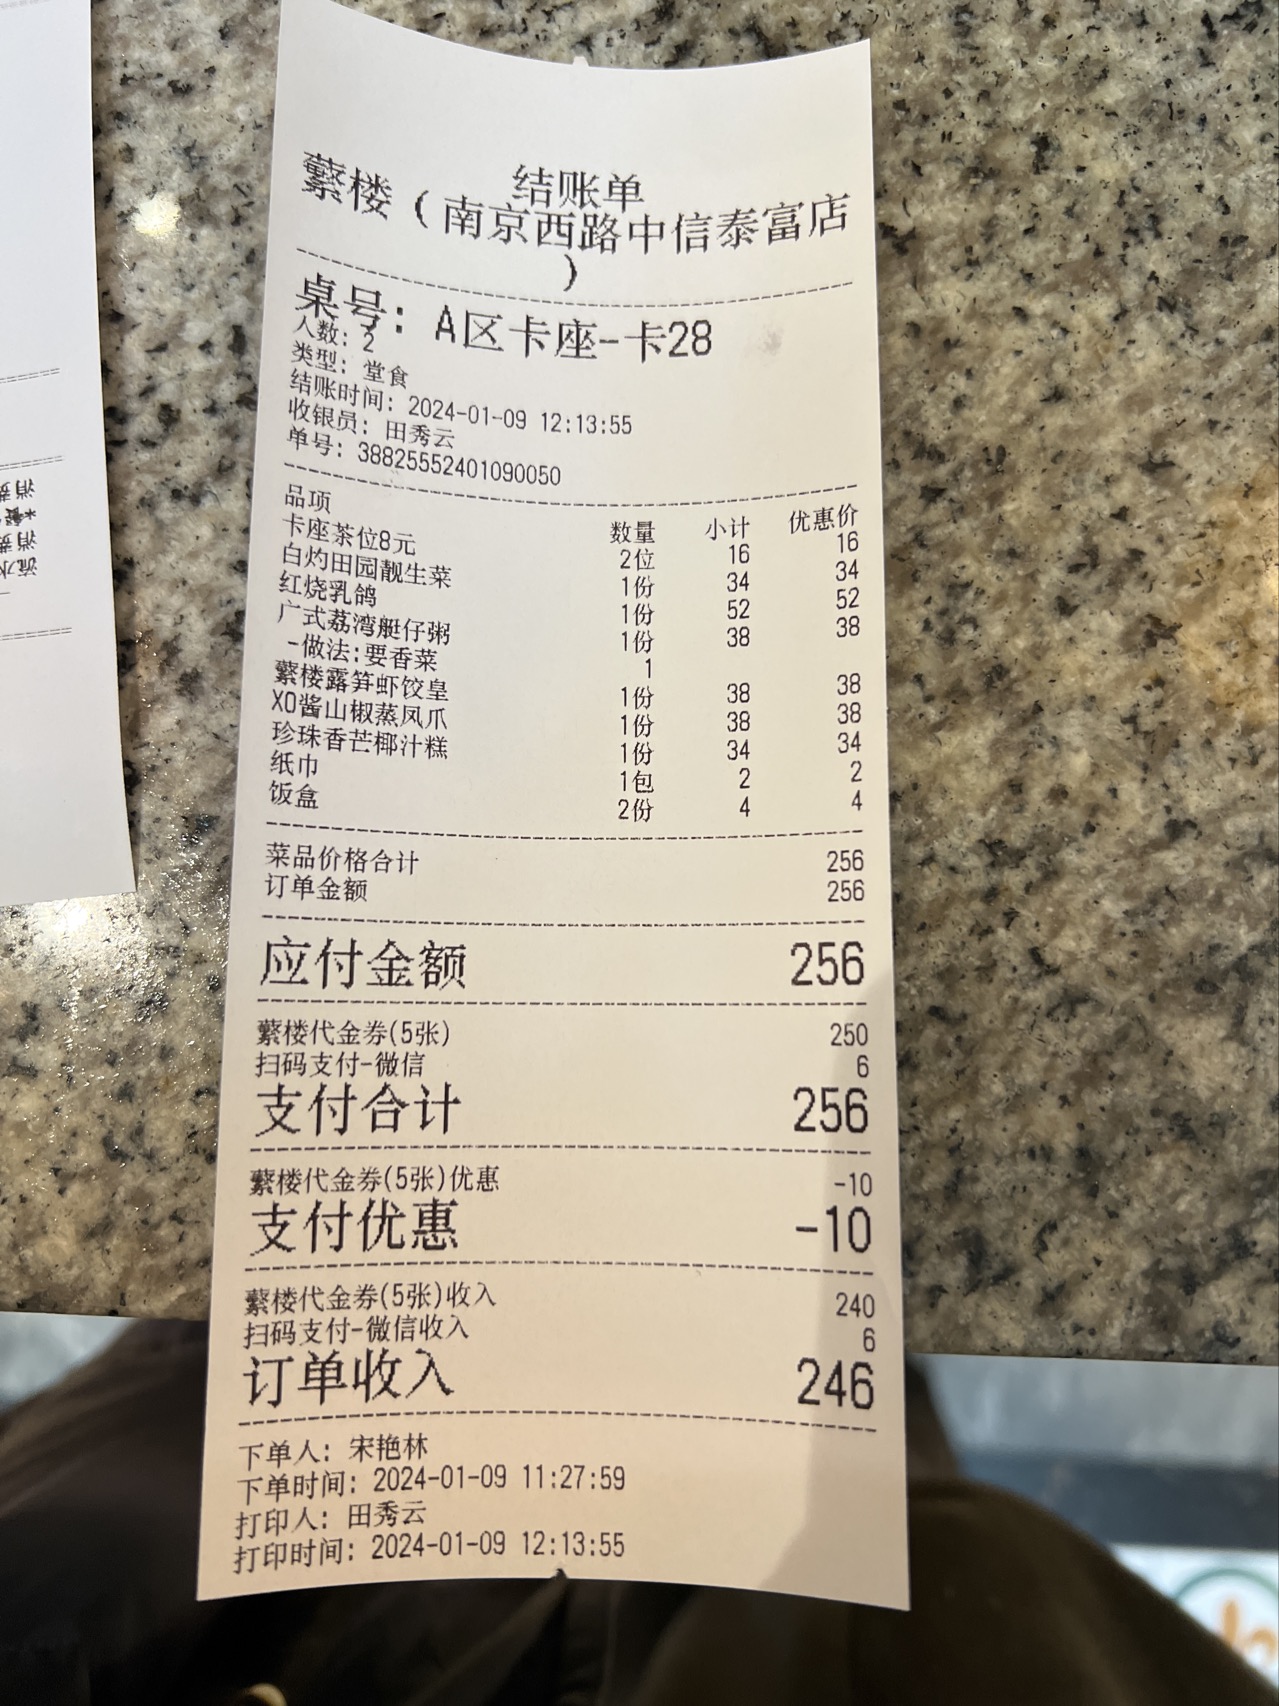 结账单
蘩楼（南京西路中信泰富店
）
桌号：A区卡座-卡28
人数：2
类型：堂食
结账时间：2024-01-09 12:13:55
收银员：田秀云
单号：38825552401090050
品项 数量 小计 优惠价
卡座茶位8元 2位 16 16
白灼田园靓生菜 1份 34 34
红烧乳鸽 1份 52 52
广式荔湾艇仔粥 1份 38 38
-做法:要香菜 1
蘩楼露笋虾饺皇 1份 38 38
XO酱山椒蒸凤爪 1份 38 38
珍珠香芒椰汁糕 1份 34 34
纸巾 1包 2 2
饭盒 2份 4 4
菜品价格合计 256
订单金额 256
应付金额 256
蘩楼代金券(5张) 250
扫码支付-微信 6
支付合计 256
蘩楼代金券(5张)优惠 -10
支付优惠 -10
蘩楼代金券(5张)收入 240
扫码支付-微信收入 6
订单收入 246
下单人：宋艳林
下单时间：2024-01-09 11:27:59
打印人：田秀云
打印时间：2024-01-09 12:13:55
流水
消费
消费